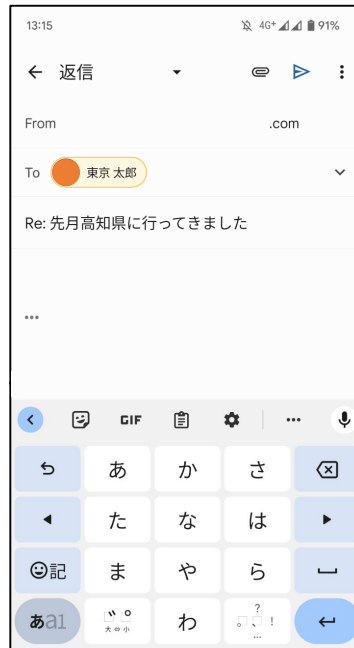 13:15 4G+ 91%
返信
From .com
To 東京 太郎
Re: 先月高知県に行ってきました
GIF
あ か さ
た な は
記 ま や ら
あa1 大⇔小 わ ? ! ...